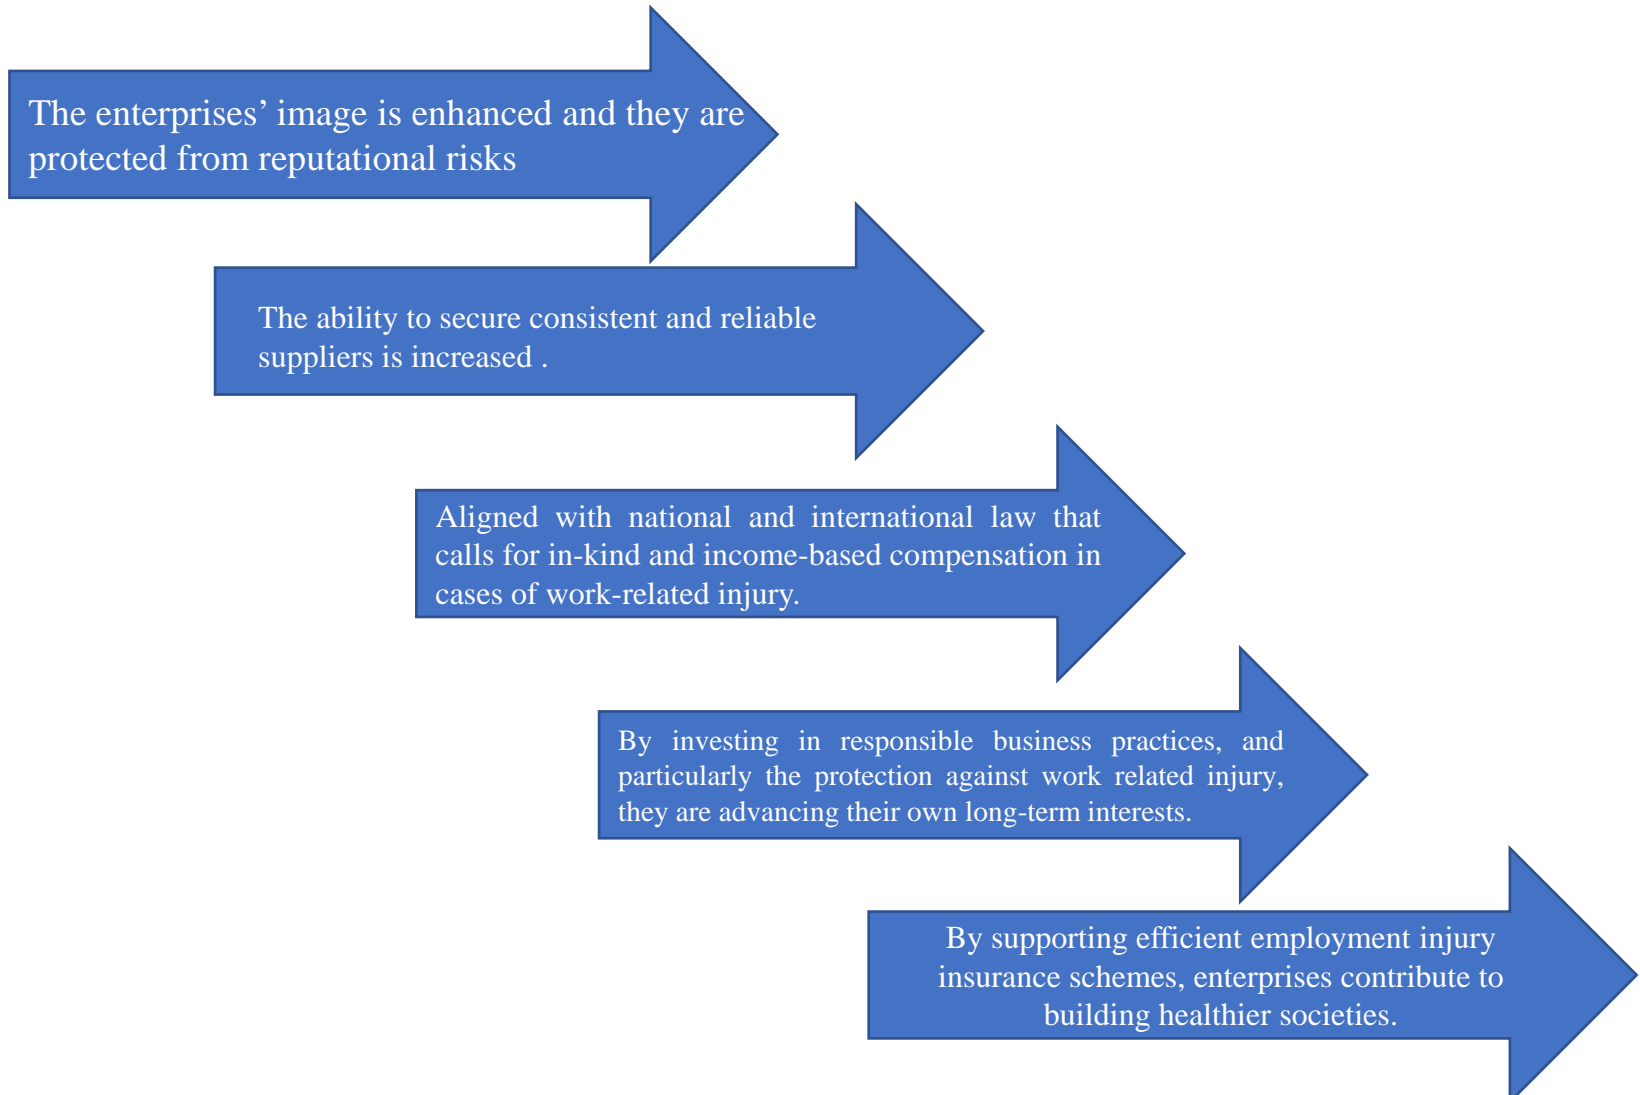 The enterprises’ image is enhanced and they are
protected from reputational risks
The ability to secure consistent and reliable
suppliers is increased .
Aligned with national and international law that
calls for in-kind and income-based compensation in
cases of work-related injury.
By investing in responsible business practices, and
particularly the protection against work related injury,
they are advancing their own long-term interests.
By supporting efficient employment injury
insurance schemes, enterprises contribute to
building healthier societies.